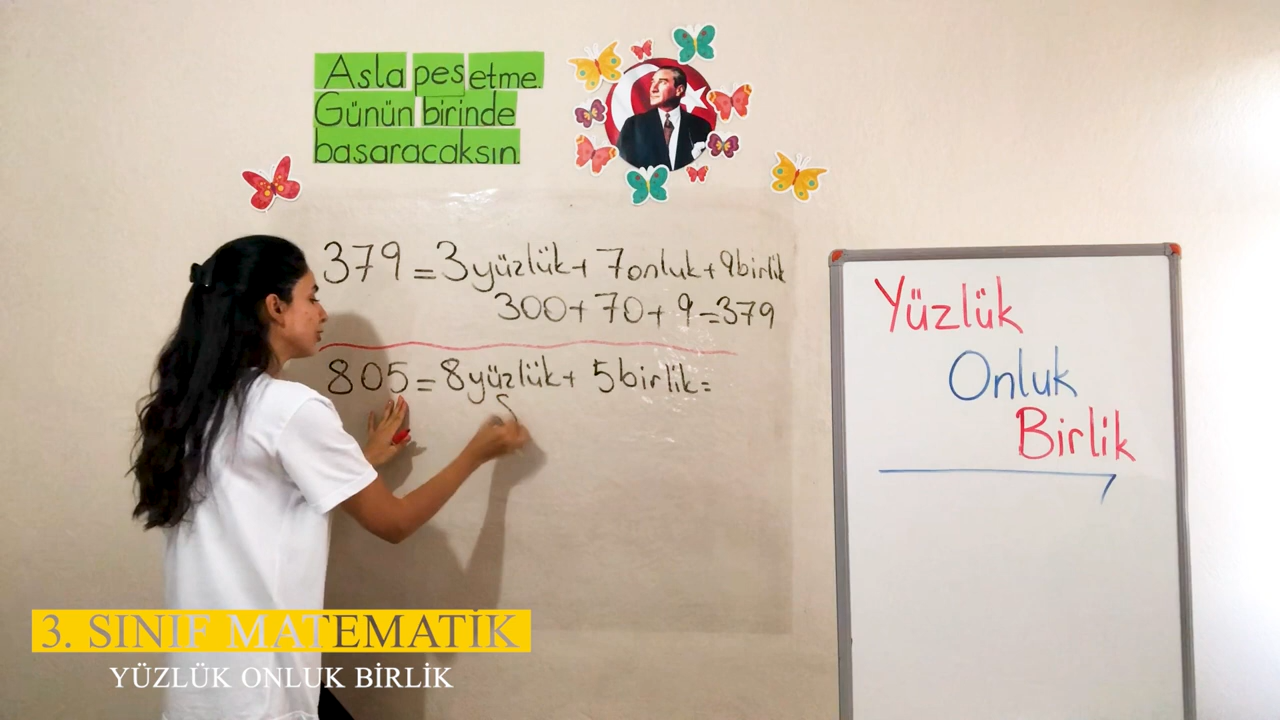 Asla pes etme.
Günün birinde
başaracaksın.
379 = 3 yüzlük + 7 onluk + 9 birlik
300 + 70 + 9 = 379
805 = 8 yüzlük + 5 birlik =
Yüzlük
Onluk
Birlik
3. SINIF MATEMATİK
YÜZLÜK ONLUK BİRLİK